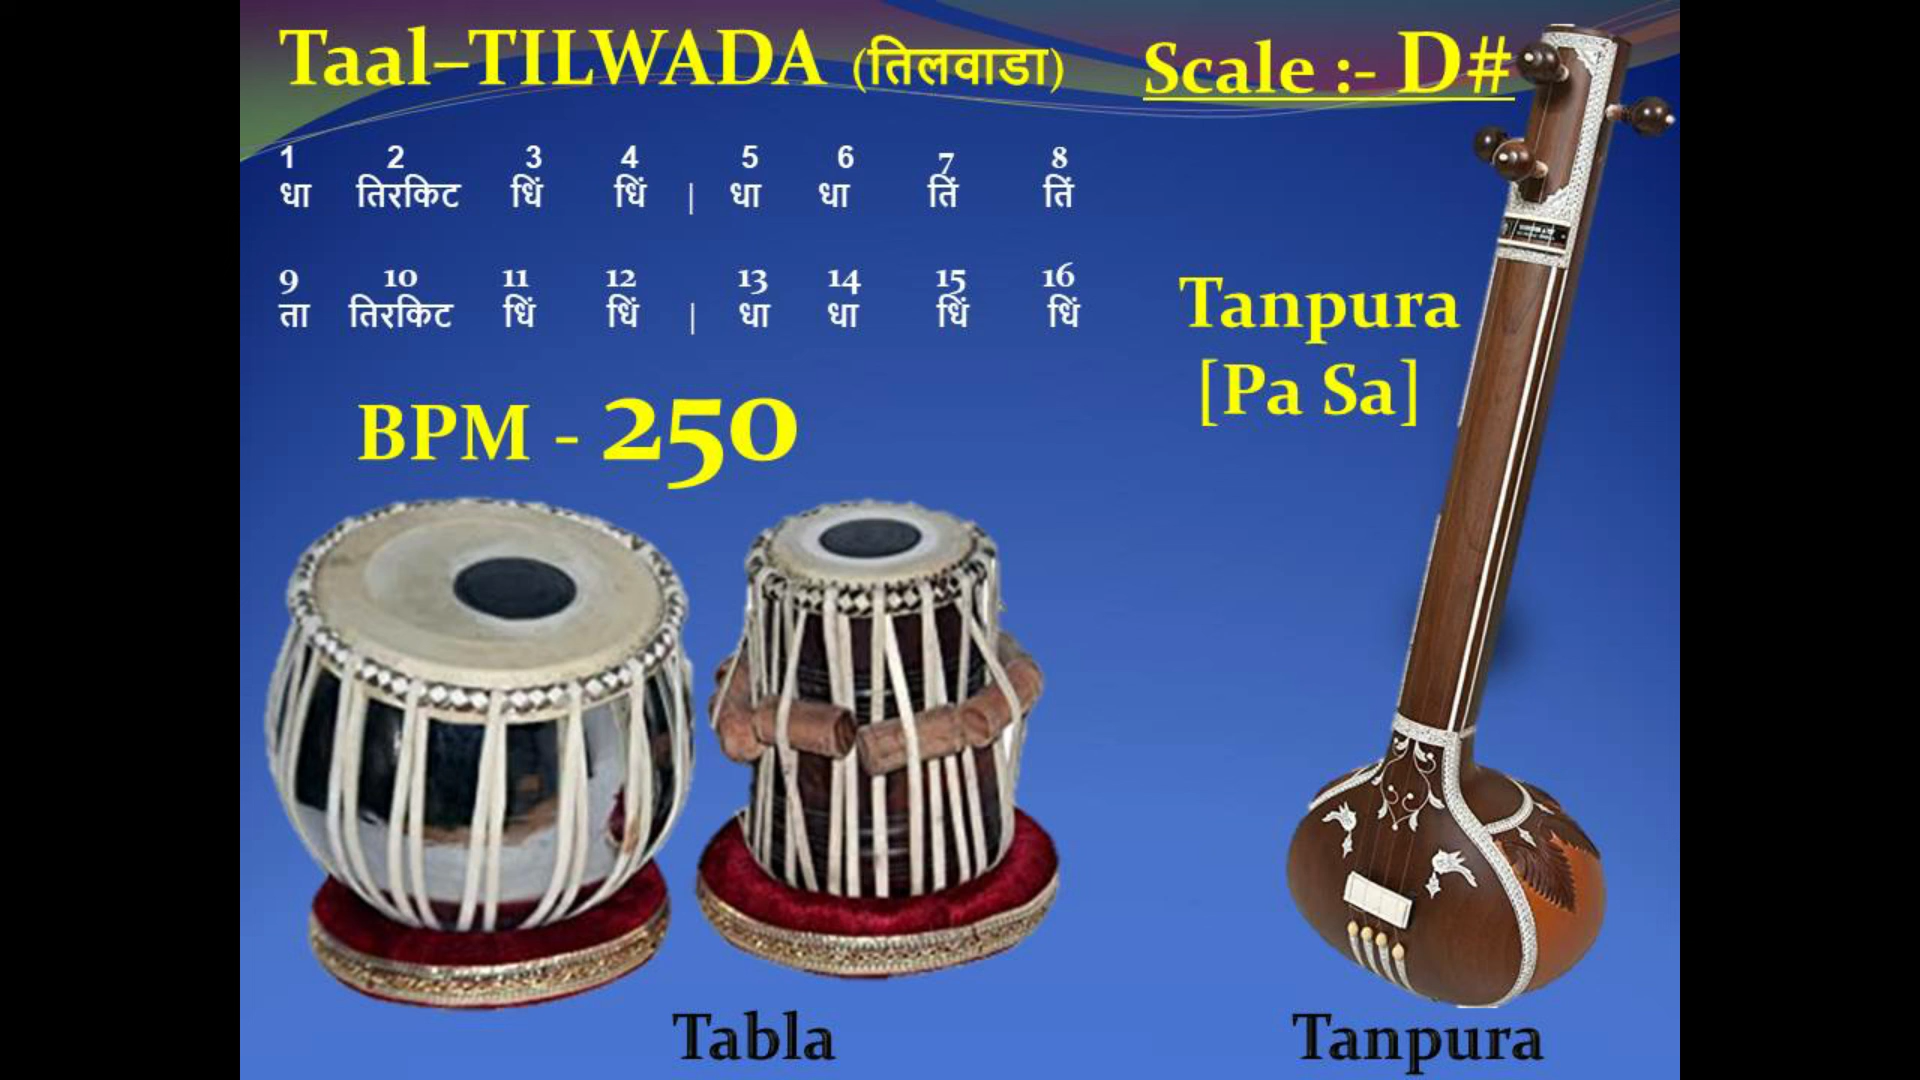 Taal–TILWADA (तिलवाडा) Scale :- D#
1 2 3 4 5 6 7 8
धा तिरकिट धिं धिं | धा धा तिं तिं
9 10 11 12 13 14 15 16
ता तिरकिट धिं धिं | धा धा धिं धिं
Tanpura
[Pa Sa]
BPM - 250
Tabla
Tanpura